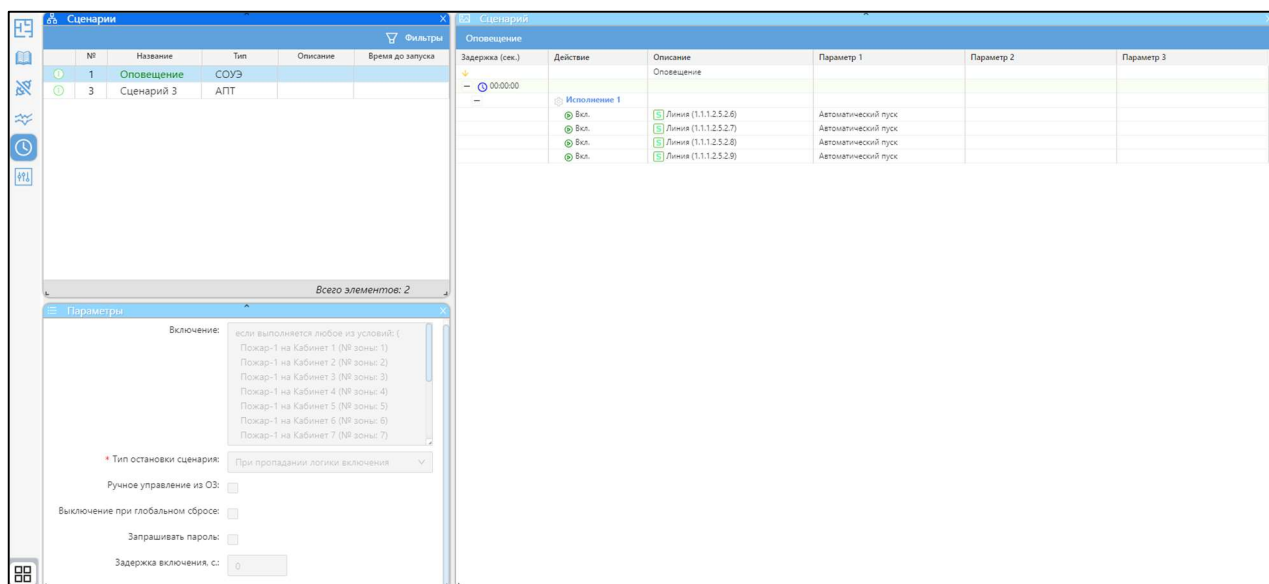 Сценарии
Фильтры
№ Название Тип Описание Время до запуска
1 Оповещение СОУЭ
3 Сценарий 3 АПТ
Всего элементов: 2
Параметры
Включение:
если выполняется любое из условий: (
Пожар-1 на Кабинет 1 (№ зоны: 1)
Пожар-1 на Кабинет 2 (№ зоны: 2)
Пожар-1 на Кабинет 3 (№ зоны: 3)
Пожар-1 на Кабинет 4 (№ зоны: 4)
Пожар-1 на Кабинет 5 (№ зоны: 5)
Пожар-1 на Кабинет 6 (№ зоны: 6)
Пожар-1 на Кабинет 7 (№ зоны: 7)
* Тип остановки сценария: При пропадании логики включения
Ручное управление из ОЗ:
Выключение при глобальном сбросе:
Запрашивать пароль:
Задержка включения, с.: 0
Сценарий
Оповещение
Задержка (сек.) Действие Описание Параметр 1 Параметр 2 Параметр 3
Оповещение
00:00:00
Исполнение 1
Вкл. S Линия (1.1.1.2.5.2.6) Автоматический пуск
Вкл. S Линия (1.1.1.2.5.2.7) Автоматический пуск
Вкл. S Линия (1.1.1.2.5.2.8) Автоматический пуск
Вкл. S Линия (1.1.1.2.5.2.9) Автоматический пуск